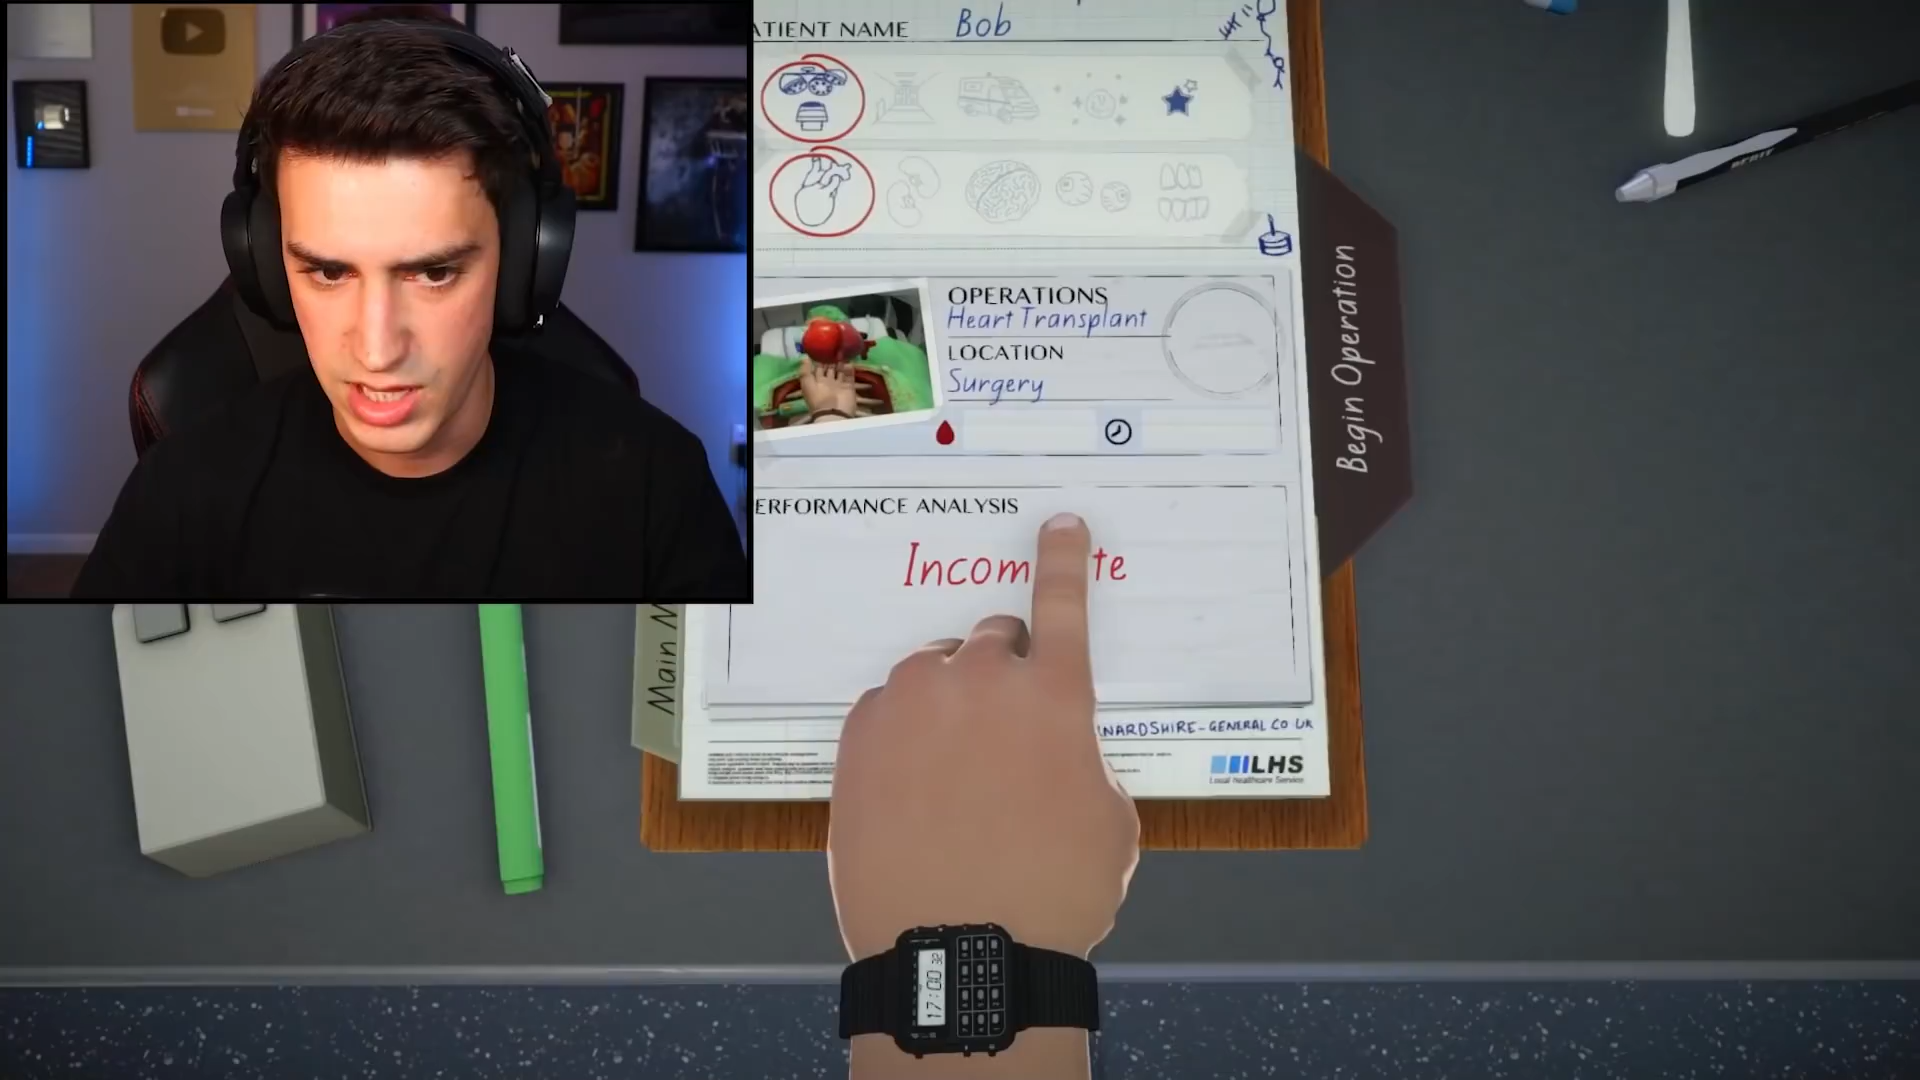 ATIENT NAME Bob
OPERATIONS
Heart Transplant
LOCATION
Surgery
Begin Operation
ERFORMANCE ANALYSIS
Incom te
Main
NARDSHIRE-GENERAL.CO.UK
LHS
Local Healthcare Service
17:00 32